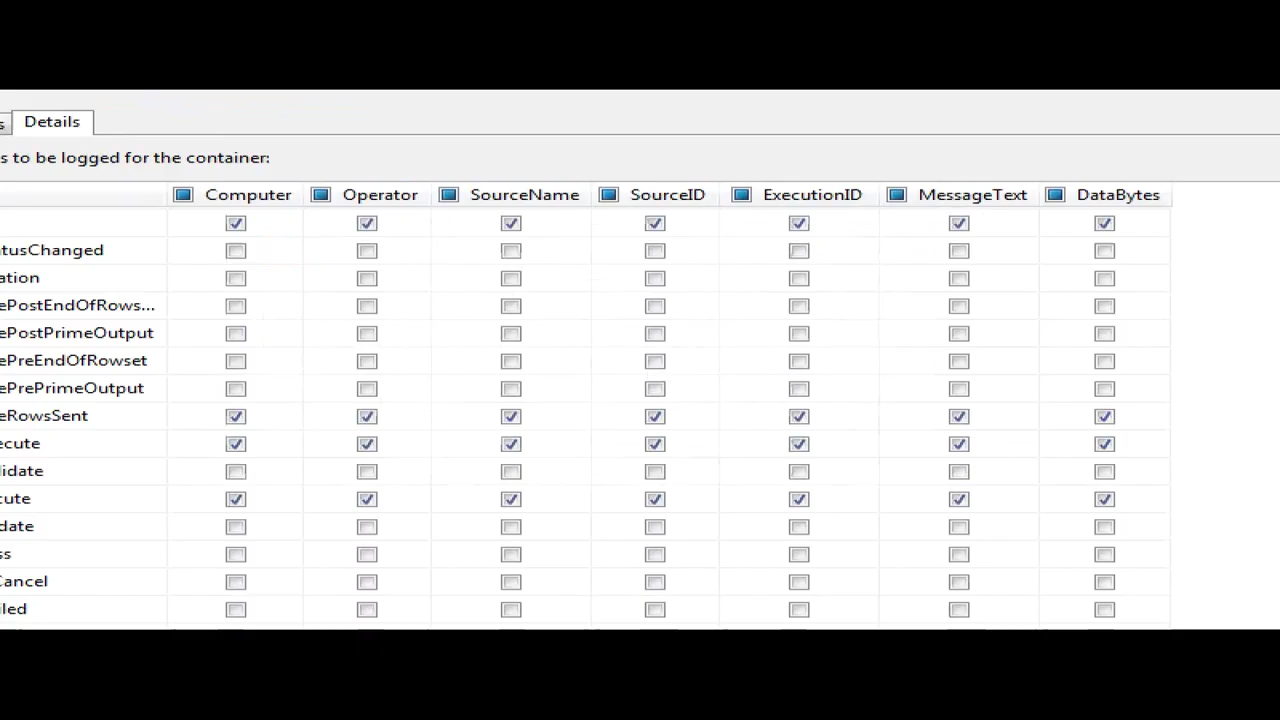 s Details
s to be logged for the container:
Computer Operator SourceName SourceID ExecutionID MessageText DataBytes
tusChanged
ation
ePostEndOfRows...
ePostPrimeOutput
ePreEndOfRowset
ePrePrimeOutput
eRowsSent
ecute
lidate
cute
date
ss
Cancel
iled